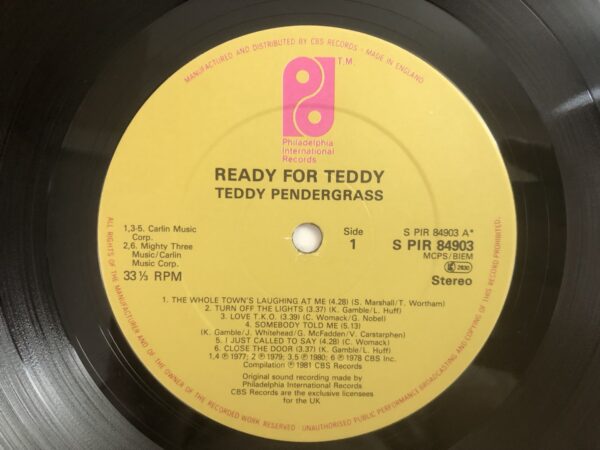 MANUFACTURED AND DISTRIBUTED BY CBS RECORDS - MADE IN ENGLAND
T.M.
Philadelphia
International
Records
READY FOR TEDDY
TEDDY PENDERGRASS
1,3-5. Carlin Music
Corp.
2,6. Mighty Three
Music/Carlin
Music Corp.
33⅓ RPM
Side
1
S PIR 84903 A*
S PIR 84903
MCPS/BIEM
Stereo
1. THE WHOLE TOWN'S LAUGHING AT ME (4.28) (S. Marshall/T. Wortham)
2. TURN OFF THE LIGHTS (3.37) (K. Gamble/L. Huff)
3. LOVE T.K.O. (3.39) (C. Womack/G. Nobel)
4. SOMEBODY TOLD ME (5.13)
(K. Gamble/J. Whitehead/G. McFadden/V. Carstarphen)
5. I JUST CALLED TO SAY (4.28) (C. Womack)
6. CLOSE THE DOOR (3.37) (K. Gamble/L. Huff)
1,4 ℗ 1977; 2 ℗ 1979; 3,5 ℗ 1980; 6 ℗ 1978 CBS Inc.
Compilation ℗ 1981 CBS Records
Original sound recording made by
Philadelphia International Records
CBS Records are the exclusive licensees
for the UK
ALL RIGHTS OF THE MANUFACTURER AND OF THE OWNER OF THE RECORDED WORK RESERVED - UNAUTHORISED PUBLIC PERFORMANCE BROADCASTING AND COPYING OF THIS RECORD PROHIBITED.